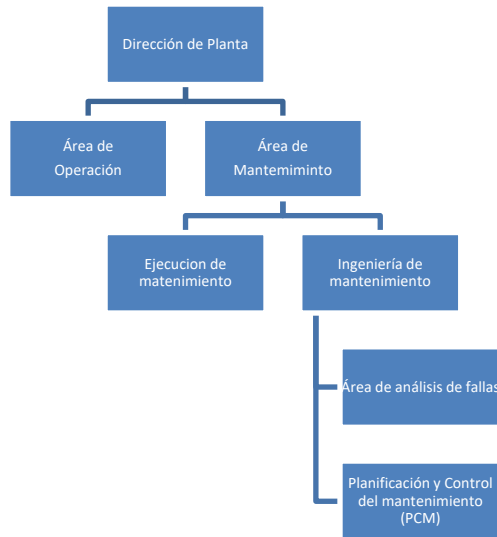 Dirección de Planta
Área de
Operación
Área de
Mantemiminto
Ejecucion de
matenimiento
Ingeniería de
mantenimiento
Área de análisis de fallas
Planificación y Control
del mantenimiento
(PCM)